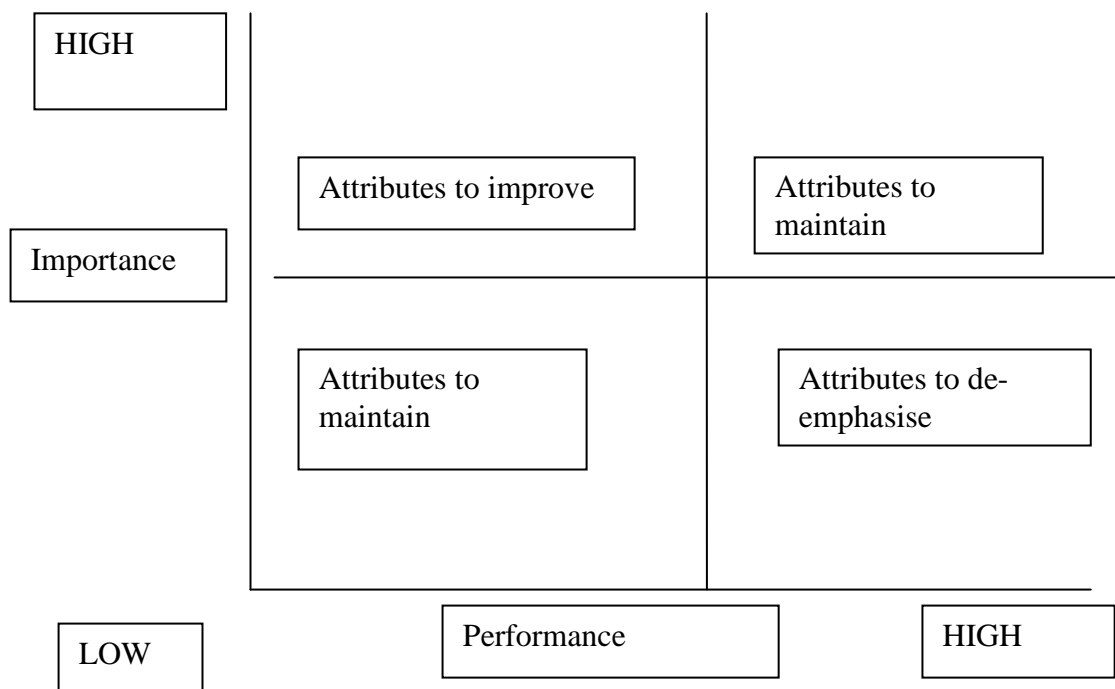 HIGH
Attributes to improve
Attributes to
maintain
Importance
Attributes to
maintain
Attributes to de-
emphasise
LOW
Performance
HIGH